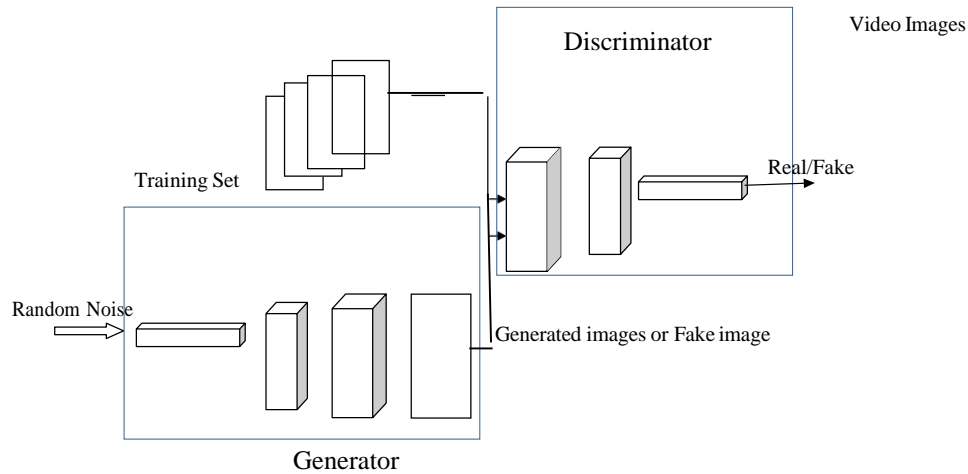 Video Images
Discriminator
Training Set
Real/Fake
Random Noise
Generated images or Fake image
Generator